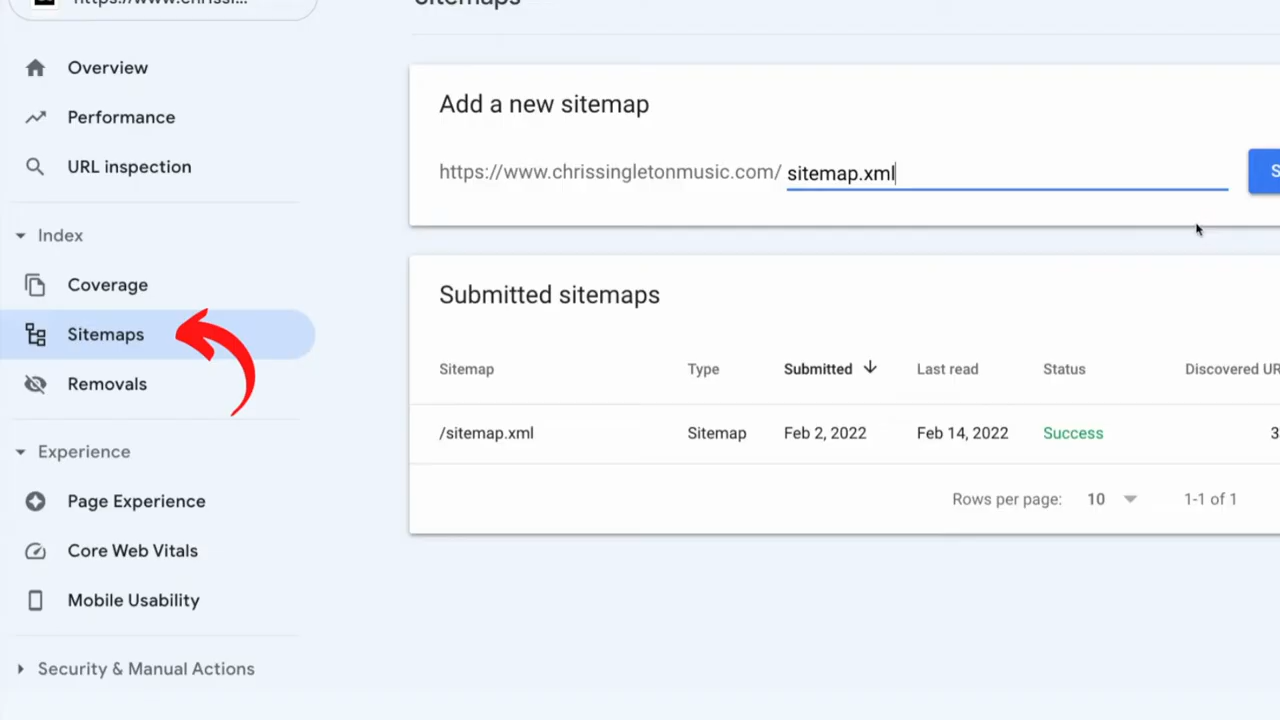 Sitemaps
Overview
Performance
URL inspection
Index
Coverage
Sitemaps
Removals
Experience
Page Experience
Core Web Vitals
Mobile Usability
Security & Manual Actions
Add a new sitemap
https://www.chrissingletonmusic.com/ sitemap.xml
Submitted sitemaps
Sitemap Type Submitted Last read Status Discovered UR
/sitemap.xml Sitemap Feb 2, 2022 Feb 14, 2022 Success 3
Rows per page: 10 1-1 of 1